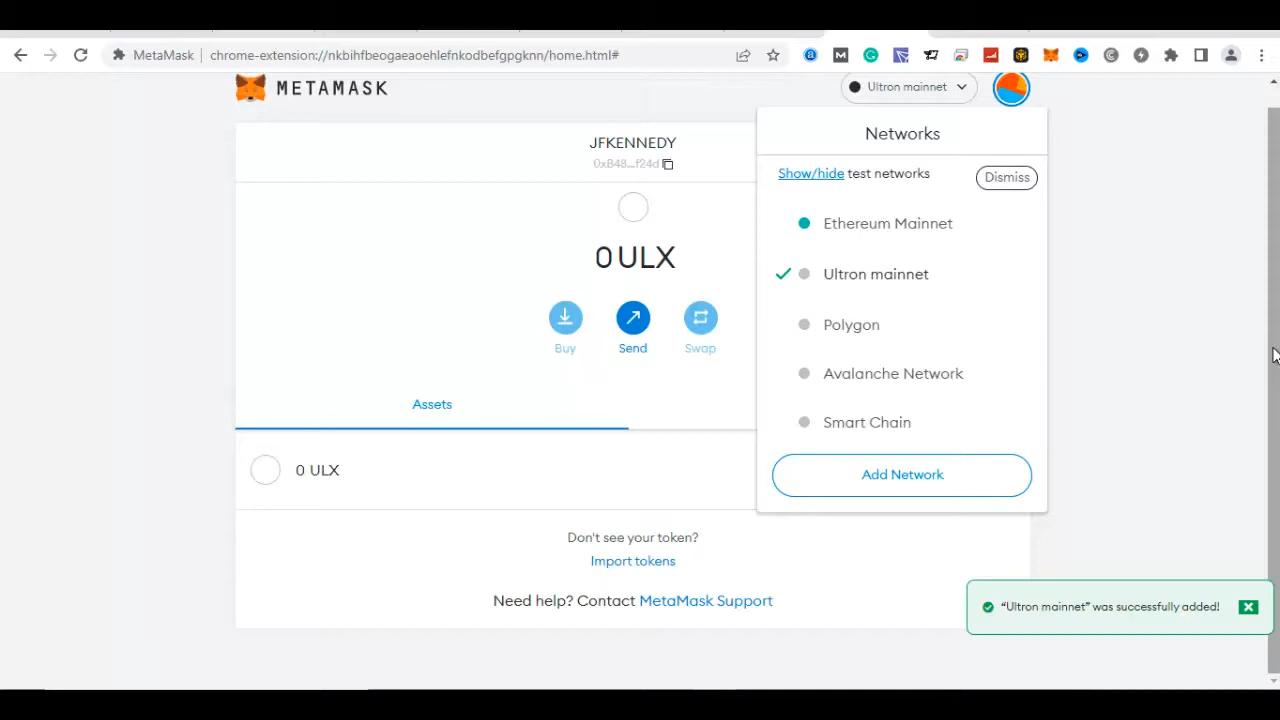 MetaMask | chrome-extension://nkbihfbeogaeaoehlefnkodbefgpgknn/home.html#
METAMASK
Ultron mainnet
JFKENNEDY
0xB48...f24d
0 ULX
Buy
Send
Swap
Assets
0 ULX
Don't see your token?
Import tokens
Need help? Contact MetaMask Support
Networks
Show/hide test networks
Dismiss
Ethereum Mainnet
Ultron mainnet
Polygon
Avalanche Network
Smart Chain
Add Network
“Ultron mainnet” was successfully added!